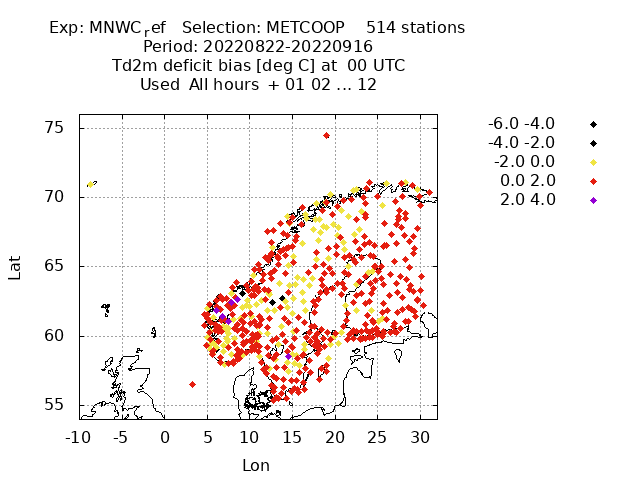 Exp: MNWCref Selection: METCOOP 514 stations
Period: 20220822-20220916
Td2m deficit bias [deg C] at 00 UTC
Used All hours + 01 02 ... 12
-6.0 -4.0
-4.0 -2.0
-2.0 0.0
0.0 2.0
2.0 4.0
75
70
65
60
55
Lat
-10 -5 0 5 10 15 20 25 30
Lon